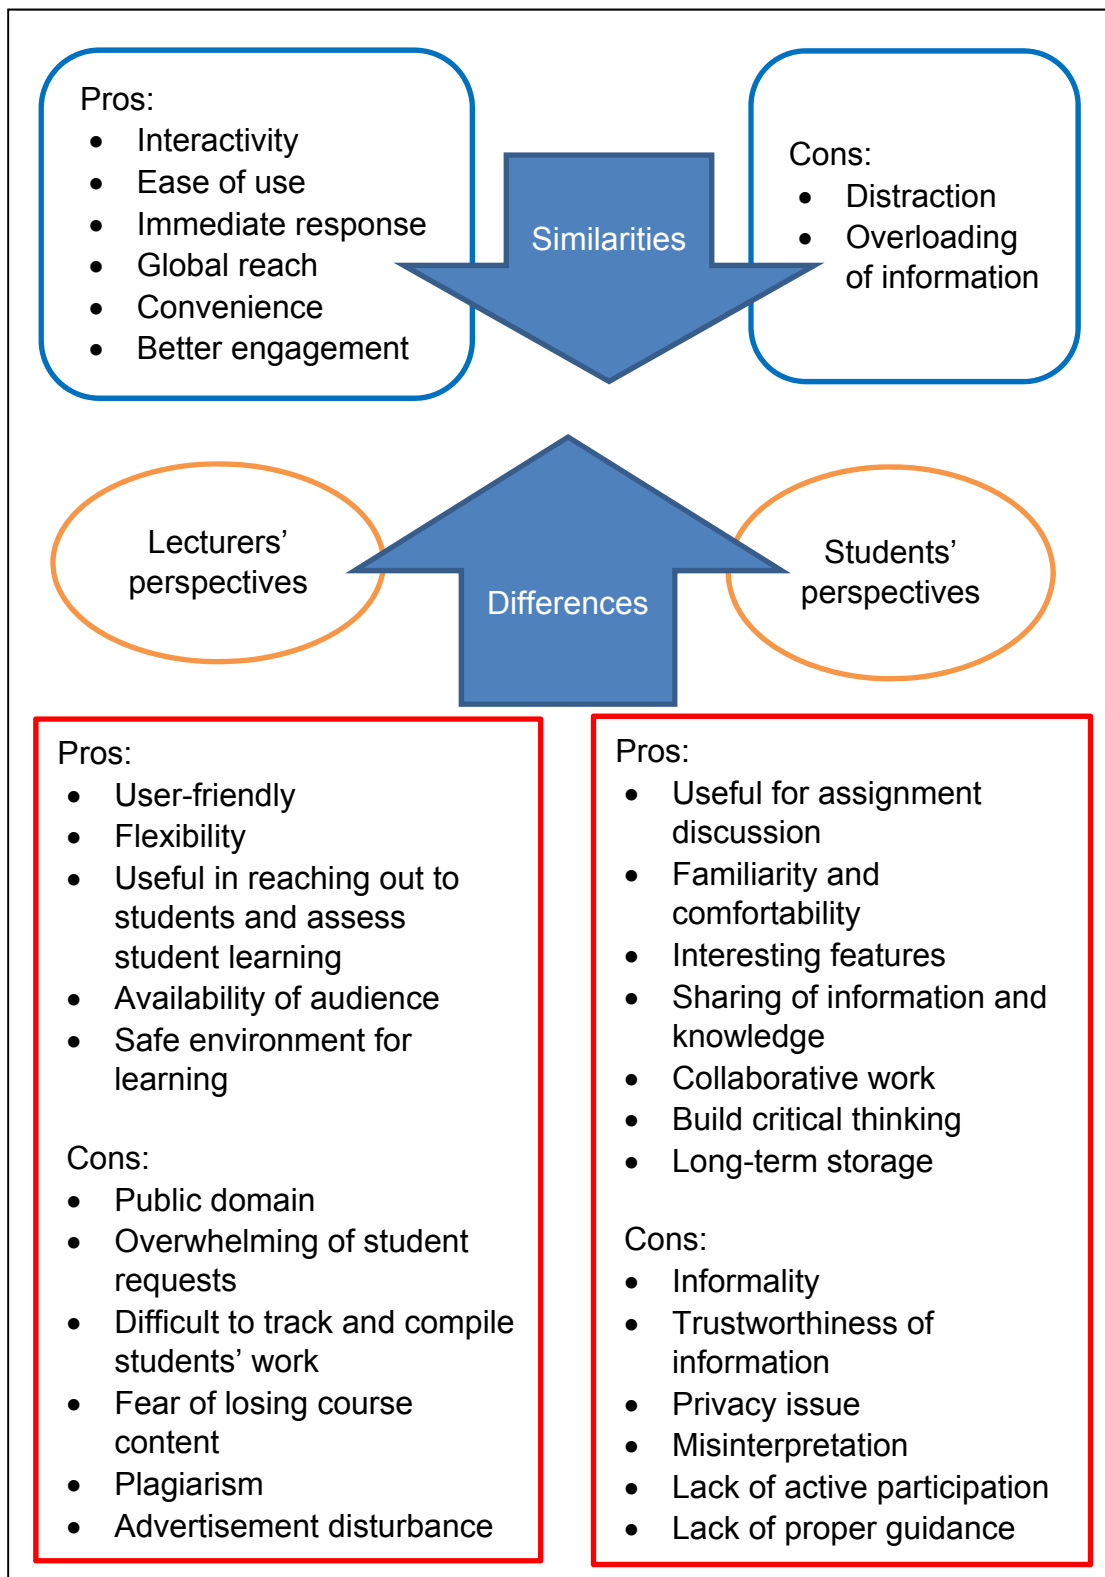 Pros:
• Interactivity
• Ease of use
• Immediate response
• Global reach
• Convenience
• Better engagement
Similarities
Cons:
• Distraction
• Overloading
of information
Lecturers’
perspectives
Differences
Students’
perspectives
Pros:
• User-friendly
• Flexibility
• Useful in reaching out to
students and assess
student learning
• Availability of audience
• Safe environment for
learning
Cons:
• Public domain
• Overwhelming of student
requests
• Difficult to track and compile
students’ work
• Fear of losing course
content
• Plagiarism
• Advertisement disturbance
Pros:
• Useful for assignment
discussion
• Familiarity and
comfortability
• Interesting features
• Sharing of information and
knowledge
• Collaborative work
• Build critical thinking
• Long-term storage
Cons:
• Informality
• Trustworthiness of
information
• Privacy issue
• Misinterpretation
• Lack of active participation
• Lack of proper guidance